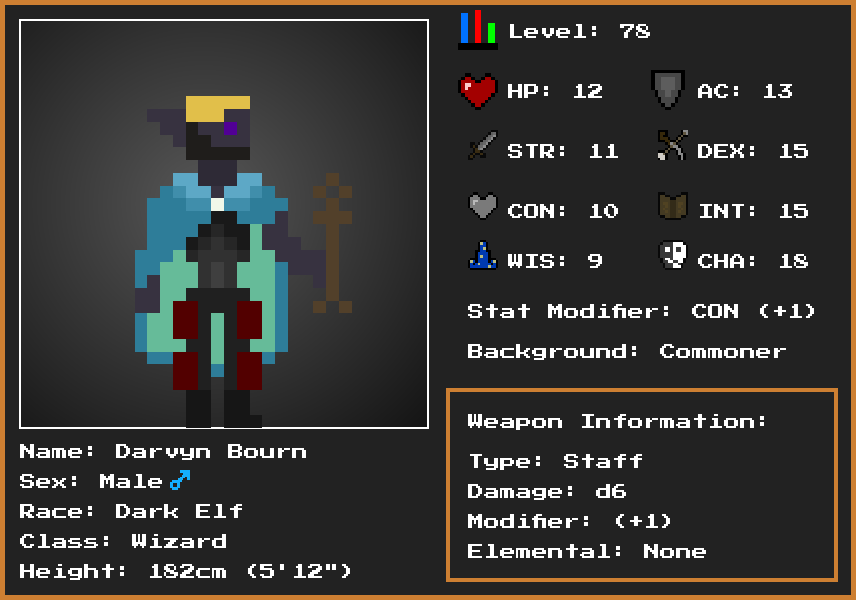 Level: 78
HP: 12 AC: 13
STR: 11 DEX: 15
CON: 10 INT: 15
WIS: 9 CHA: 18
Stat Modifier: CON (+1)
Background: Commoner
Weapon Information:
Type: Staff
Damage: d6
Modifier: (+1)
Elemental: None
Name: Darvyn Bourn
Sex: Male♂
Race: Dark Elf
Class: Wizard
Height: 182cm (5'12")